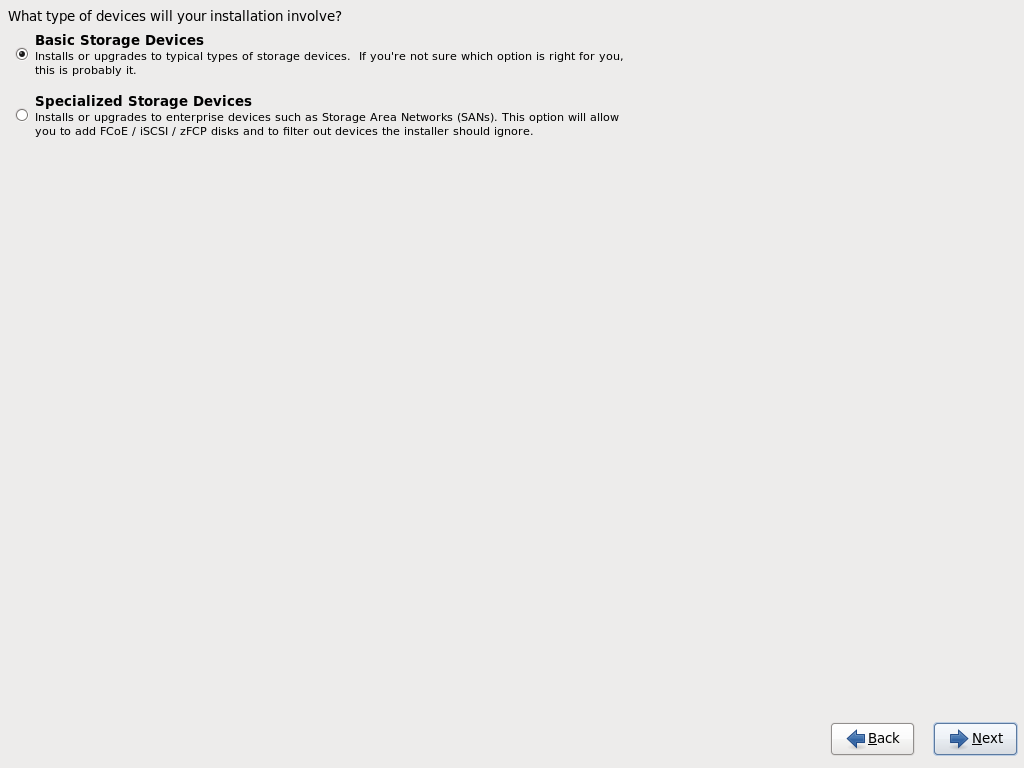 What type of devices will your installation involve?
Basic Storage Devices
Installs or upgrades to typical types of storage devices.  If you're not sure which option is right for you,
this is probably it.
Specialized Storage Devices
Installs or upgrades to enterprise devices such as Storage Area Networks (SANs). This option will allow
you to add FCoE / iSCSI / zFCP disks and to filter out devices the installer should ignore.
Back
Next